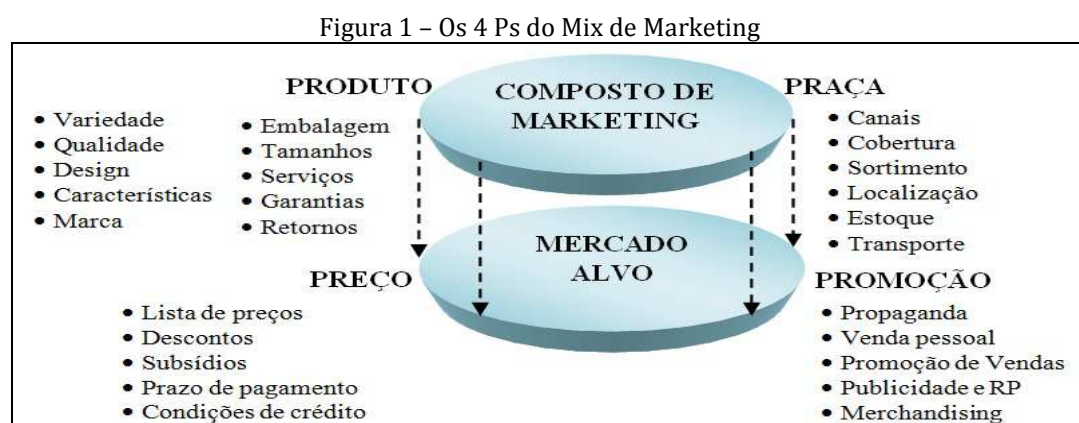 Figura 1 – Os 4 Ps do Mix de Marketing
PRODUTO
• Variedade
• Qualidade
• Design
• Características
• Marca
• Embalagem
• Tamanhos
• Serviços
• Garantias
• Retornos
COMPOSTO DE
MARKETING
PRAÇA
• Canais
• Cobertura
• Sortimento
• Localização
• Estoque
• Transporte
MERCADO
ALVO
PREÇO
• Lista de preços
• Descontos
• Subsídios
• Prazo de pagamento
• Condições de crédito
PROMOÇÃO
• Propaganda
• Venda pessoal
• Promoção de Vendas
• Publicidade e RP
• Merchandising